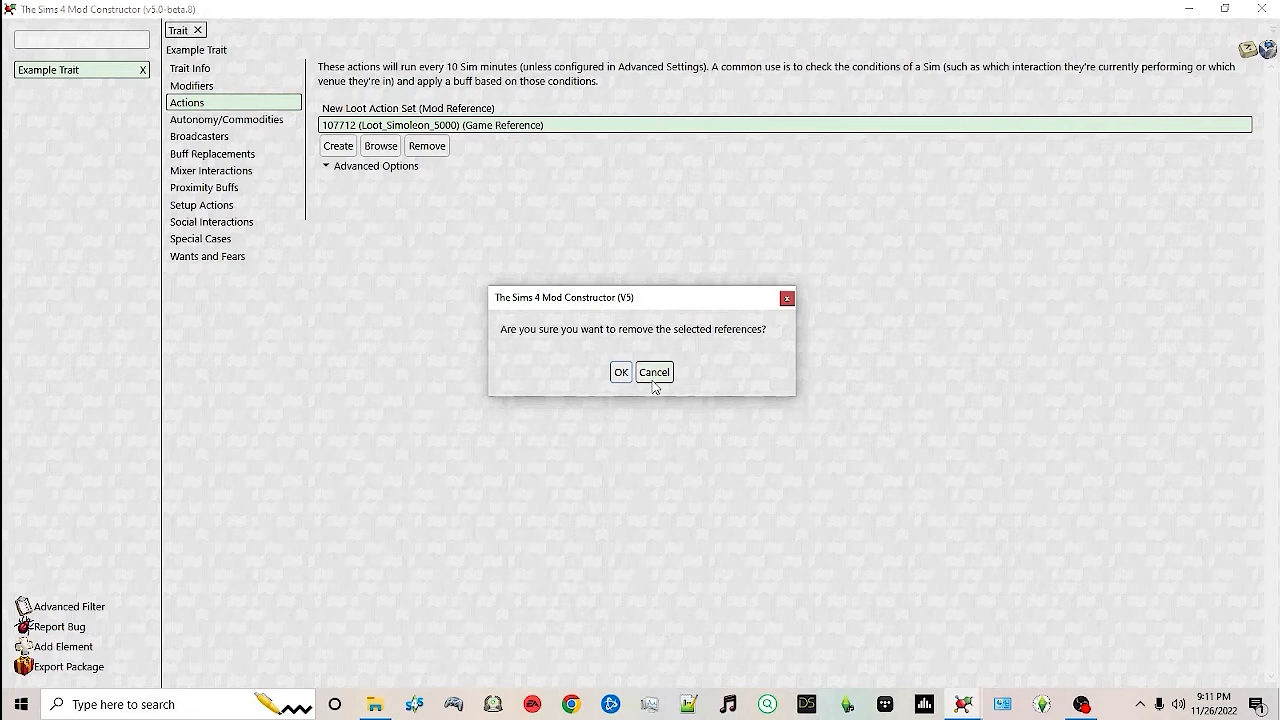 The Sims 4 Mod Constructor (v5.0-beta.8)
Trait X
Example Trait X
Example Trait
Trait Info
Modifiers
Actions
Autonomy/Commodities
Broadcasters
Buff Replacements
Mixer Interactions
Proximity Buffs
Setup Actions
Social Interactions
Special Cases
Wants and Fears
These actions will run every 10 Sim minutes (unless configured in Advanced Settings). A common use is to check the conditions of a Sim (such as which interaction they're currently performing or which
venue they're in) and apply a buff based on those conditions.
New Loot Action Set (Mod Reference)
107712 (Loot_Simoleon_5000) (Game Reference)
Create Browse Remove
Advanced Options
The Sims 4 Mod Constructor (V5)
Are you sure you want to remove the selected references?
OK Cancel
Advanced Filter
Report Bug
Add Element
Export Package
Type here to search
9:11 PM
11/26/2022